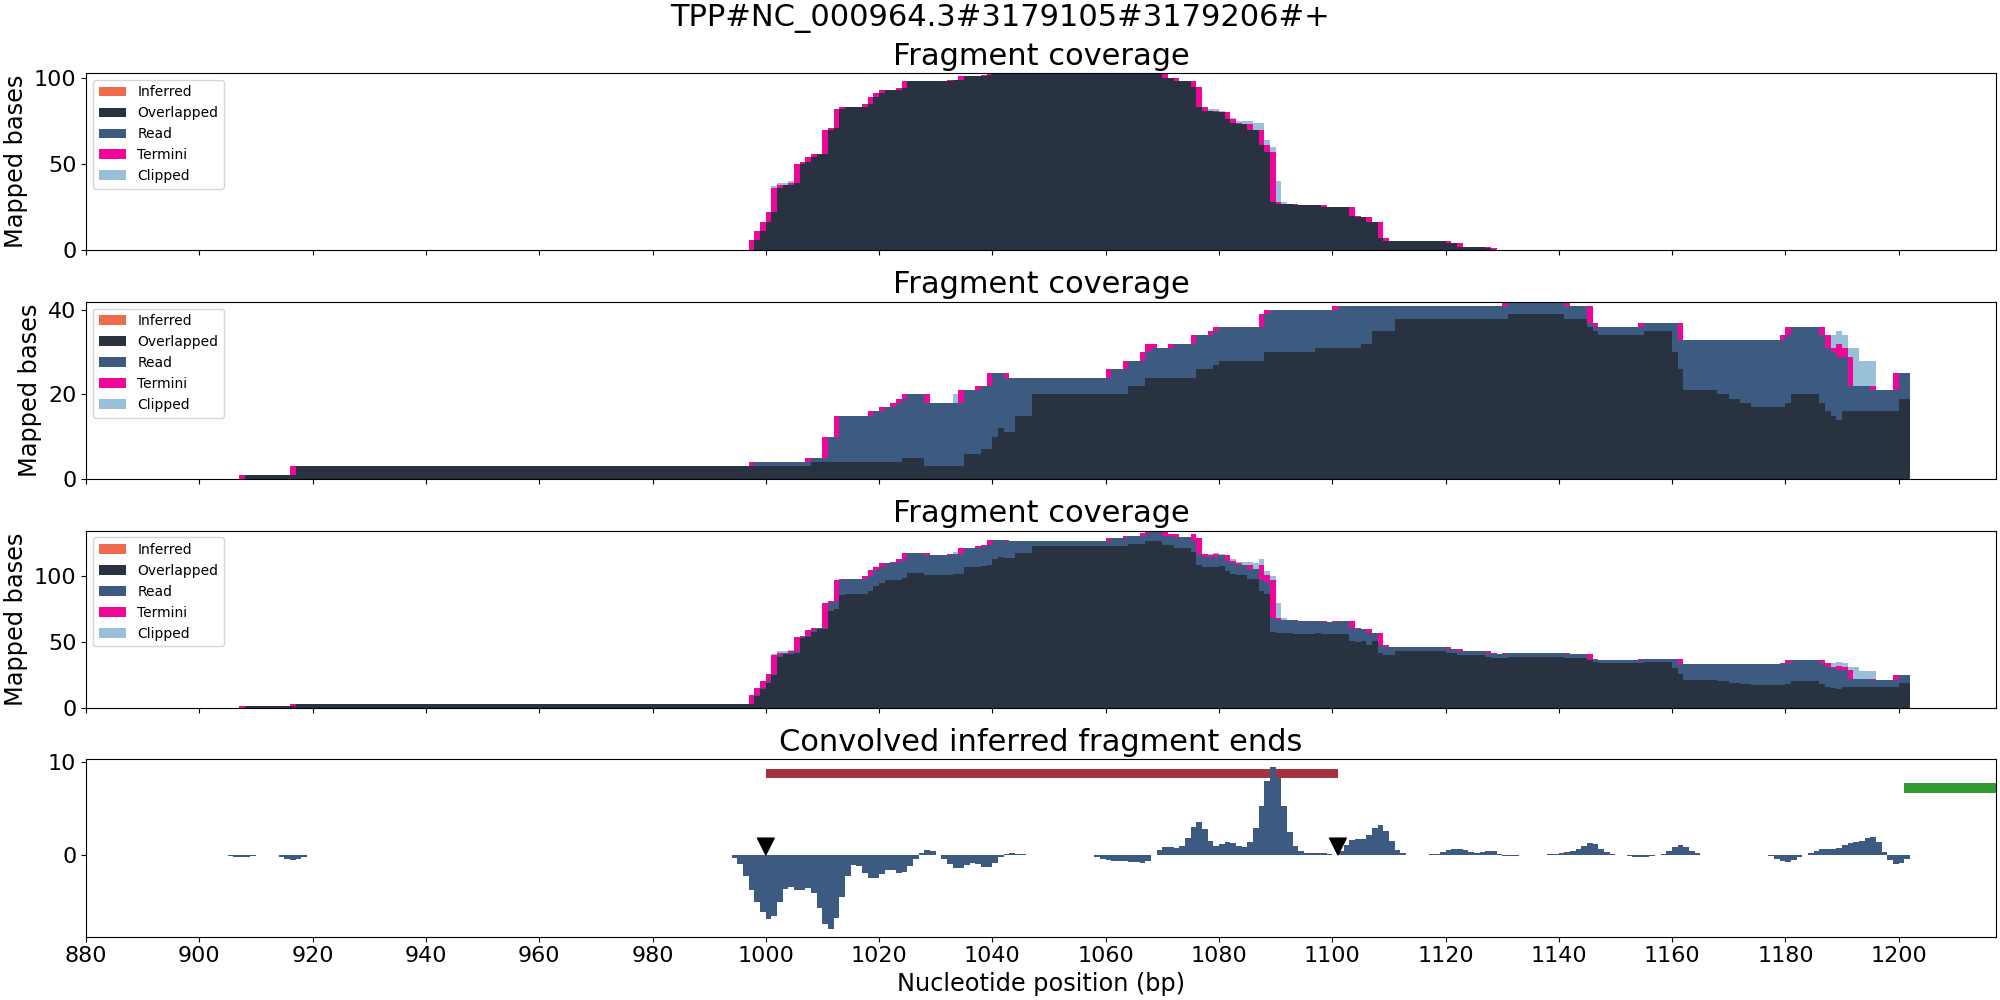 TPP#NC_000964.3#3179105#3179206#+
Fragment coverage
Mapped bases
100
50
0
Inferred
Overlapped
Read
Termini
Clipped
Fragment coverage
Mapped bases
40
20
0
Inferred
Overlapped
Read
Termini
Clipped
Fragment coverage
Mapped bases
100
50
0
Inferred
Overlapped
Read
Termini
Clipped
Convolved inferred fragment ends
10
0
880 900 920 940 960 980 1000 1020 1040 1060 1080 1100 1120 1140 1160 1180 1200
Nucleotide position (bp)